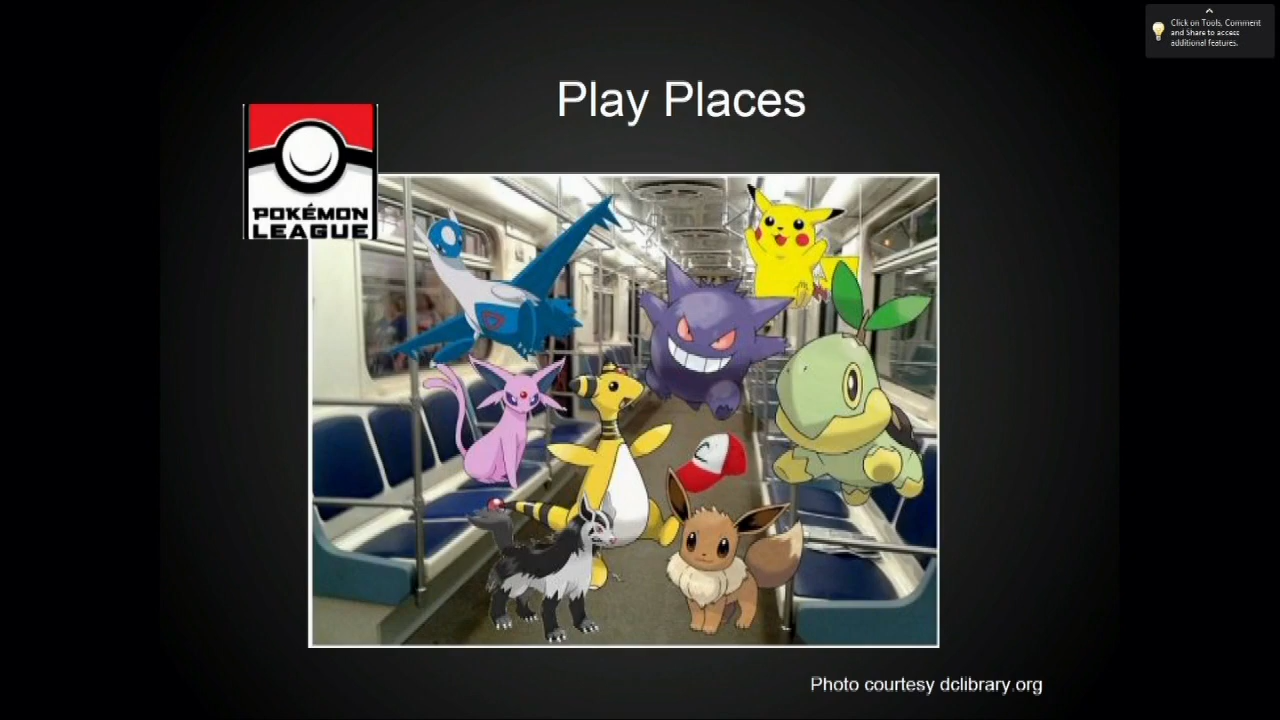 Click on Tools, Comment
and Share to access
additional features.
Play Places
POKÉMON
LEAGUE
C
Photo courtesy dclibrary.org